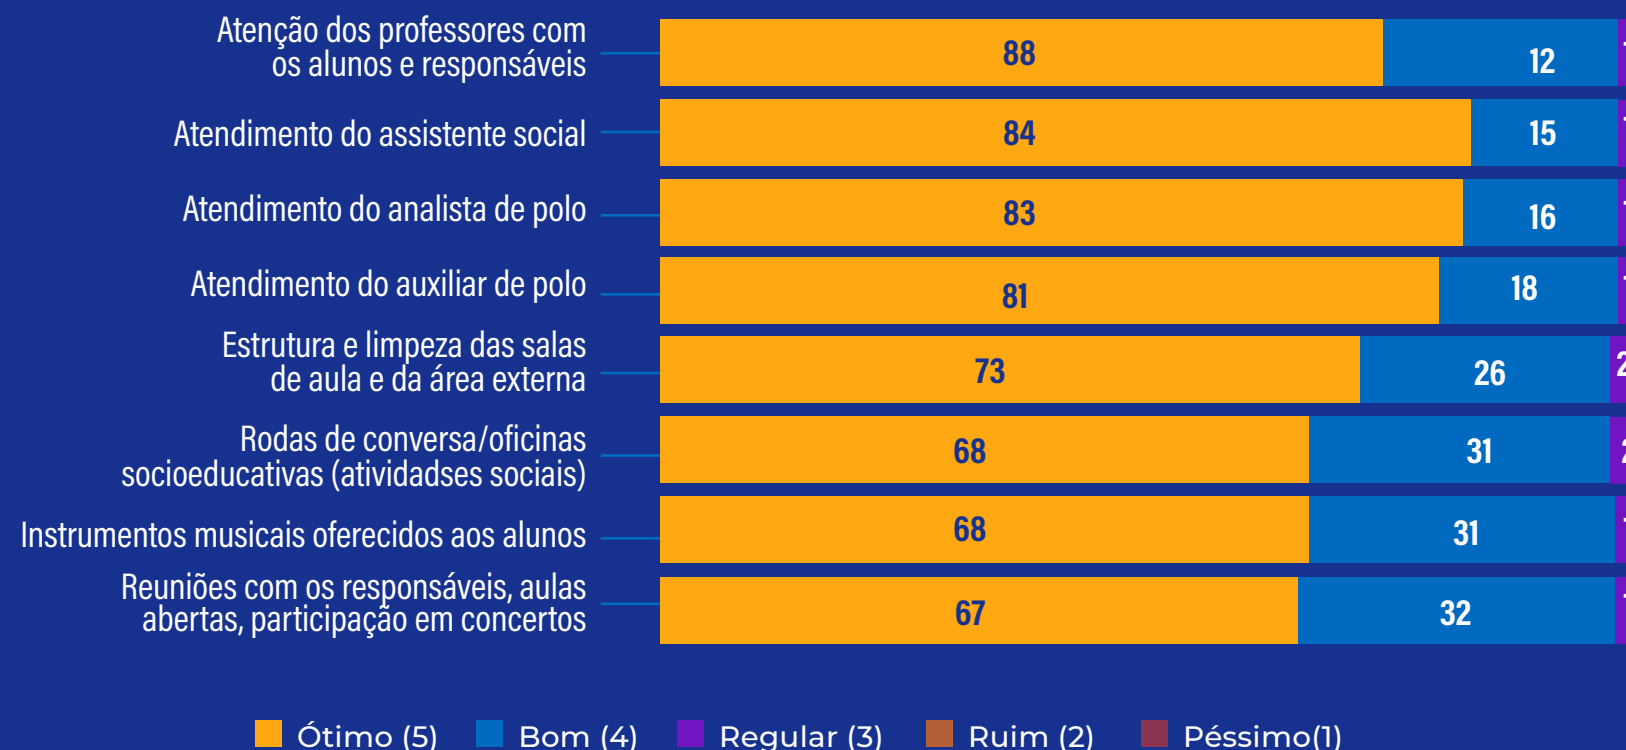 Atenção dos professores com
os alunos e responsáveis
88
12
Atendimento do assistente social
84
15
Atendimento do analista de polo
83
16
Atendimento do auxiliar de polo
81
18
Estrutura e limpeza das salas
de aula e da área externa
73
26
2
Rodas de conversa/oficinas
socioeducativas (atividadses sociais)
68
31
Instrumentos musicais oferecidos aos alunos
68
31
Reuniões com os responsáveis, aulas
abertas, participação em concertos
67
32
Ótimo (5)
Bom (4)
Regular (3)
Ruim (2)
Péssimo(1)